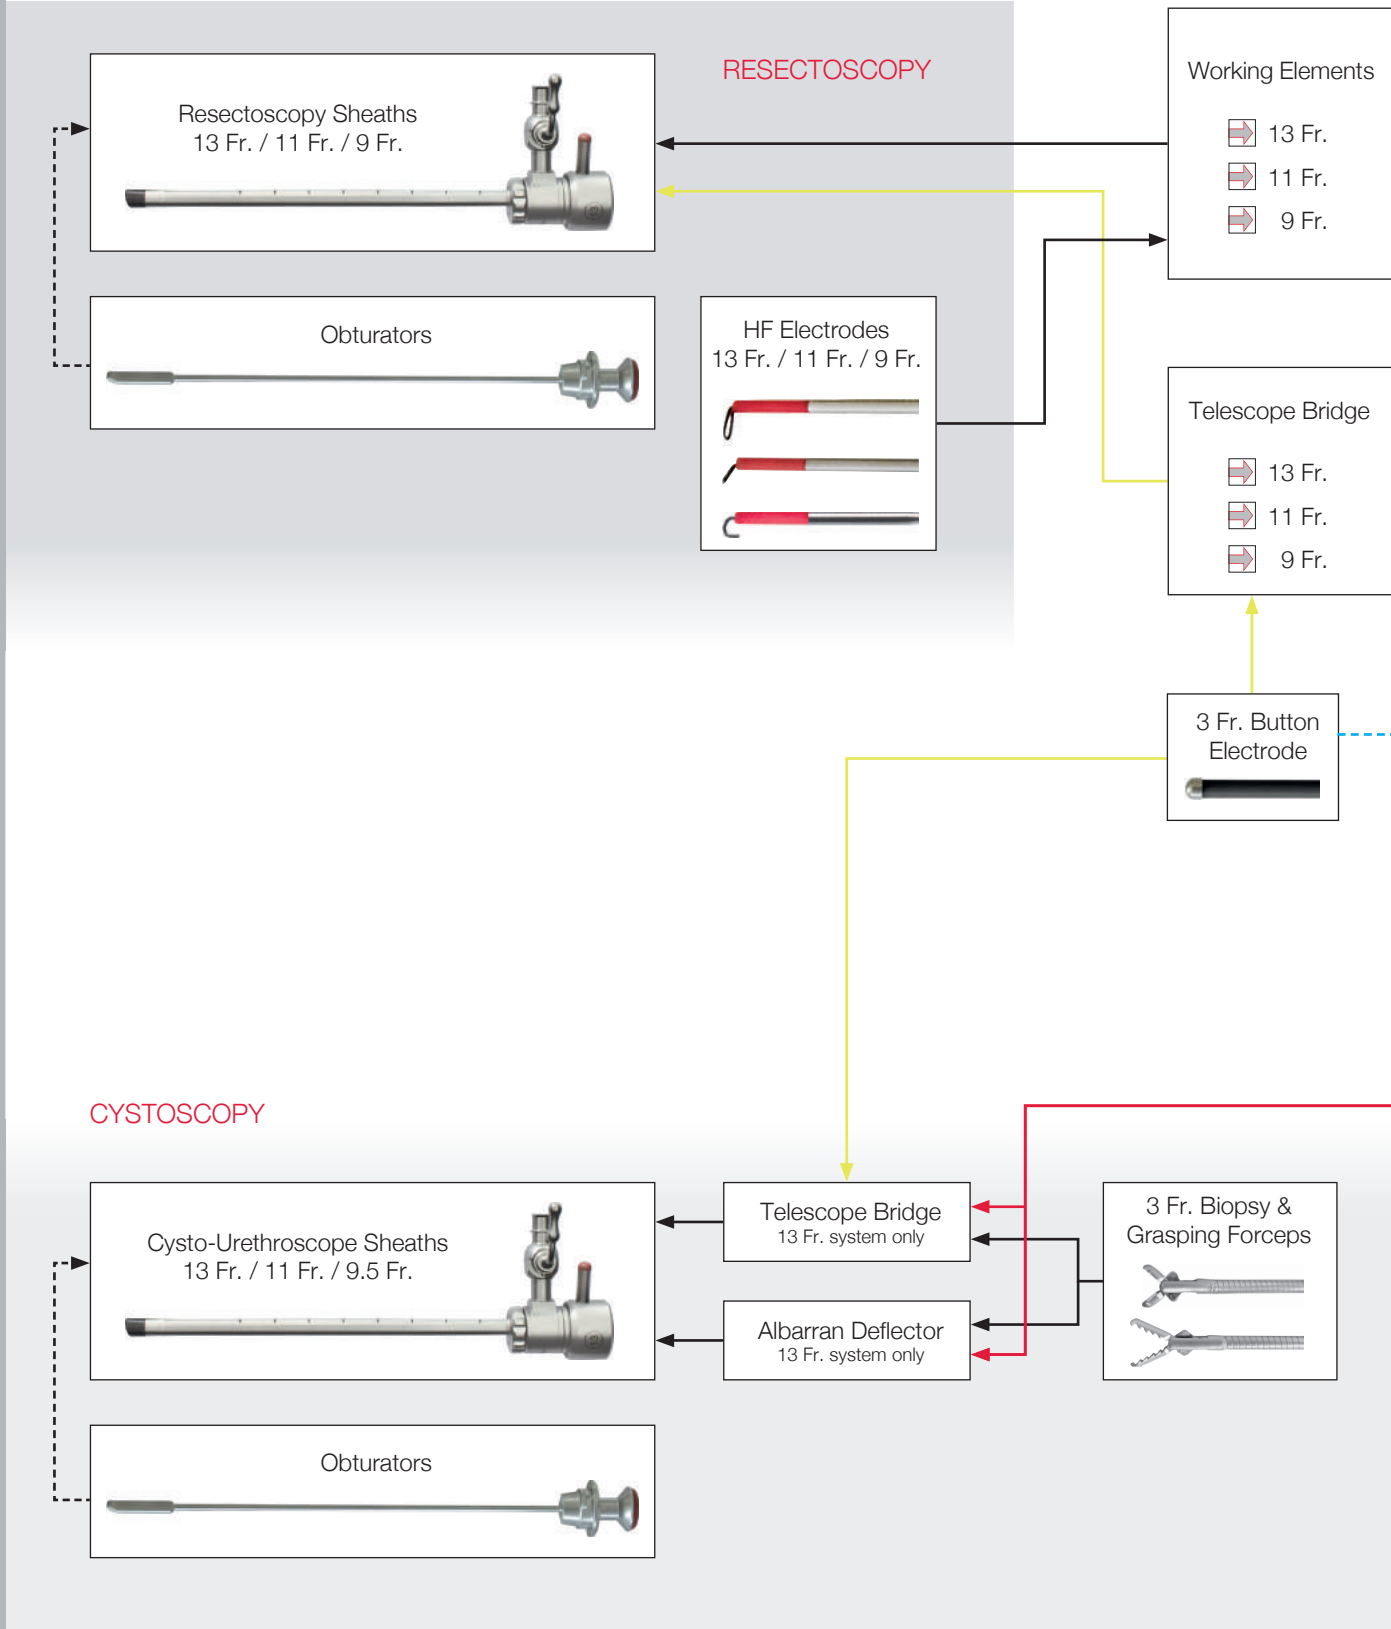 RESECTOSCOPY
Resectoscopy Sheaths
13 Fr. / 11 Fr. / 9 Fr.
Working Elements
13 Fr.
11 Fr.
9 Fr.
Obturators
HF Electrodes
13 Fr. / 11 Fr. / 9 Fr.
Telescope Bridge
13 Fr.
11 Fr.
9 Fr.
3 Fr. Button
Electrode
CYSTOSCOPY
Cysto-Urethroscope Sheaths
13 Fr. / 11 Fr. / 9.5 Fr.
Telescope Bridge
13 Fr. system only
Albarran Deflector
13 Fr. system only
3 Fr. Biopsy &
Grasping Forceps
Obturators